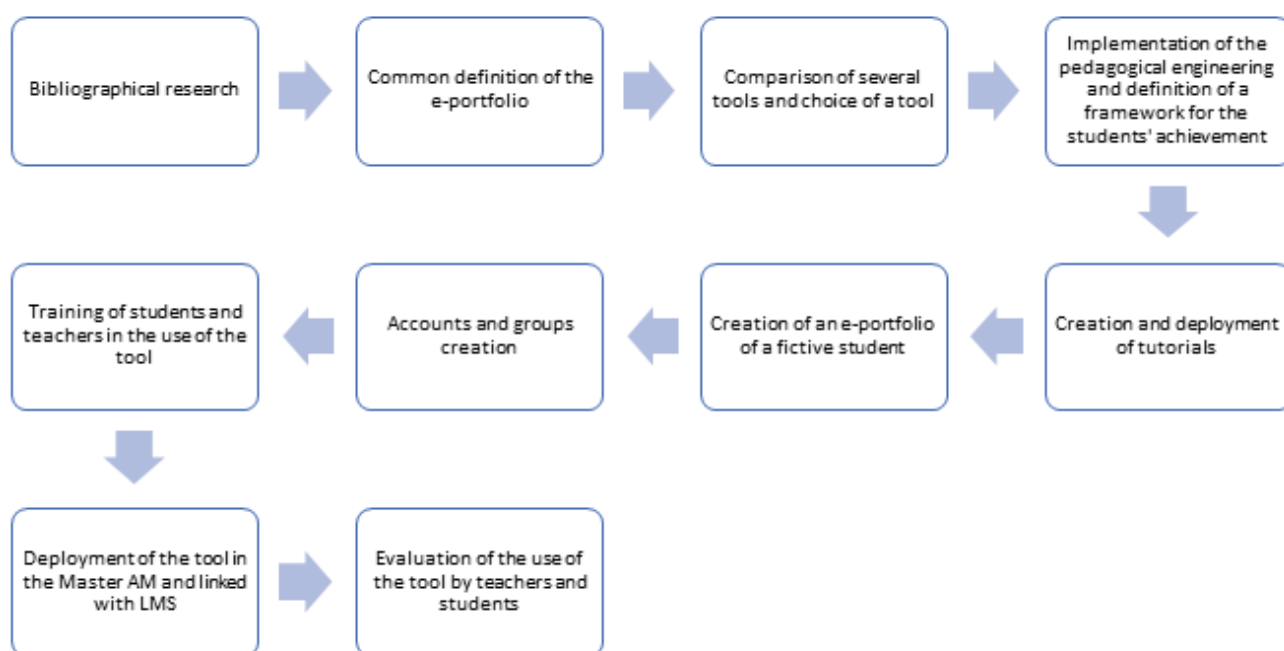 Bibliographical research
Common definition of the
e-portfolio
Comparison of several
tools and choice of a tool
Implementation of the
pedagogical engineering
and definition of a
framework for the
students' achievement
Training of students and
teachers in the use of the
tool
Accounts and groups
creation
Creation of an e-portfolio
of a fictive student
Creation and deployment
of tutorials
Deployment of the tool in
the Master AM and linked
with LMS
Evaluation of the use of
the tool by teachers and
students